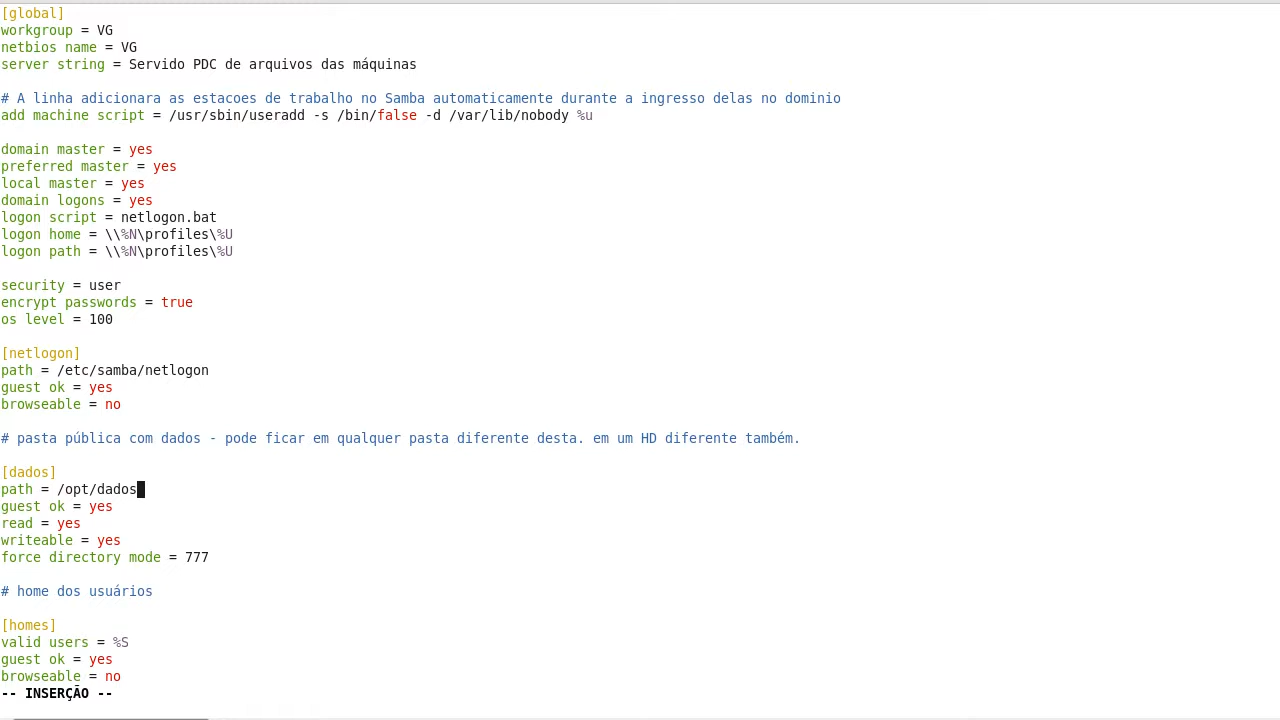 [global]
workgroup = VG
netbios name = VG
server string = Servido PDC de arquivos das máquinas
# A linha adicionara as estacoes de trabalho no Samba automaticamente durante a ingresso delas no dominio
add machine script = /usr/sbin/useradd -s /bin/false -d /var/lib/nobody %u
domain master = yes
preferred master = yes
local master = yes
domain logons = yes
logon script = netlogon.bat
logon home = \\%N\profiles\%U
logon path = \\%N\profiles\%U
security = user
encrypt passwords = true
os level = 100
[netlogon]
path = /etc/samba/netlogon
guest ok = yes
browseable = no
# pasta pública com dados - pode ficar em qualquer pasta diferente desta. em um HD diferente também.
[dados]
path = /opt/dados
guest ok = yes
read = yes
writeable = yes
force directory mode = 777
# home dos usuários
[homes]
valid users = %S
guest ok = yes
browseable = no
-- INSERÇÃO --